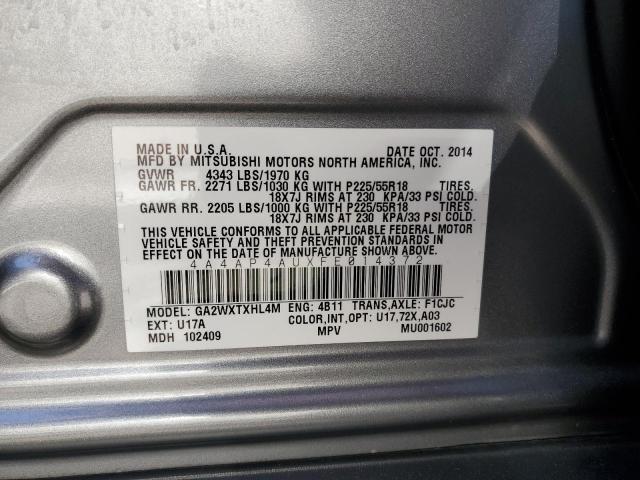 MADE IN U.S.A. DATE OCT. 2014
MFD BY MITSUBISHI MOTORS NORTH AMERICA, INC.
GVWR 4343 LBS/1970 KG
GAWR FR. 2271 LBS/1030 KG WITH P225/55R18 TIRES,
18X7J RIMS AT 230 KPA/33 PSI COLD
GAWR RR. 2205 LBS/1000 KG WITH P225/55R18 TIRES,
18X7J RIMS AT 230 KPA/33 PSI COLD
THIS VEHICLE CONFORMS TO ALL APPLICABLE FEDERAL MOTOR
VEHICLE SAFETY AND THEFT PREVENTION STANDARDS IN
EFFECT ON THE DATE OF MANUFACTURE SHOWN ABOVE.
4A4AP4AUXFE014372
MODEL: GA2WXTXHL4M ENG: 4B11 TRANS,AXLE: F1CJC
EXT: U17A COLOR,INT,OPT: U17,72X,A03
MDH 102409 MPV MU001602